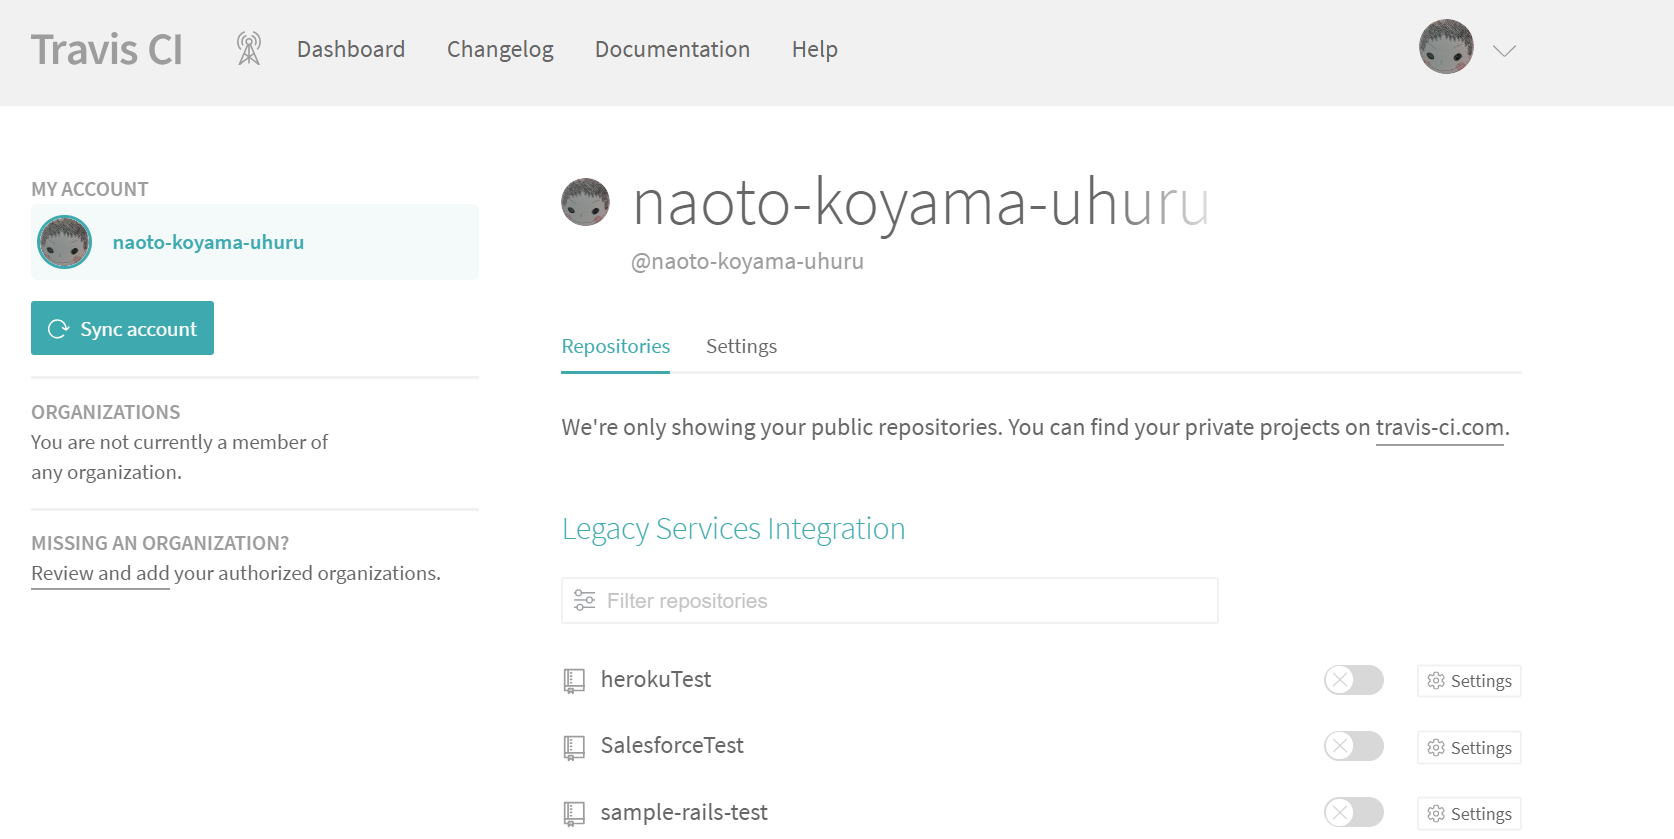 Travis CI
Dashboard
Changelog
Documentation
Help
MY ACCOUNT
naoto-koyama-uhuru
Sync account
ORGANIZATIONS
You are not currently a member of
any organization.
MISSING AN ORGANIZATION?
Review and add your authorized organizations.
naoto-koyama-uhuru
@naoto-koyama-uhuru
Repositories
Settings
We're only showing your public repositories. You can find your private projects on travis-ci.com.
Legacy Services Integration
Filter repositories
herokuTest
Settings
SalesforceTest
Settings
sample-rails-test
Settings